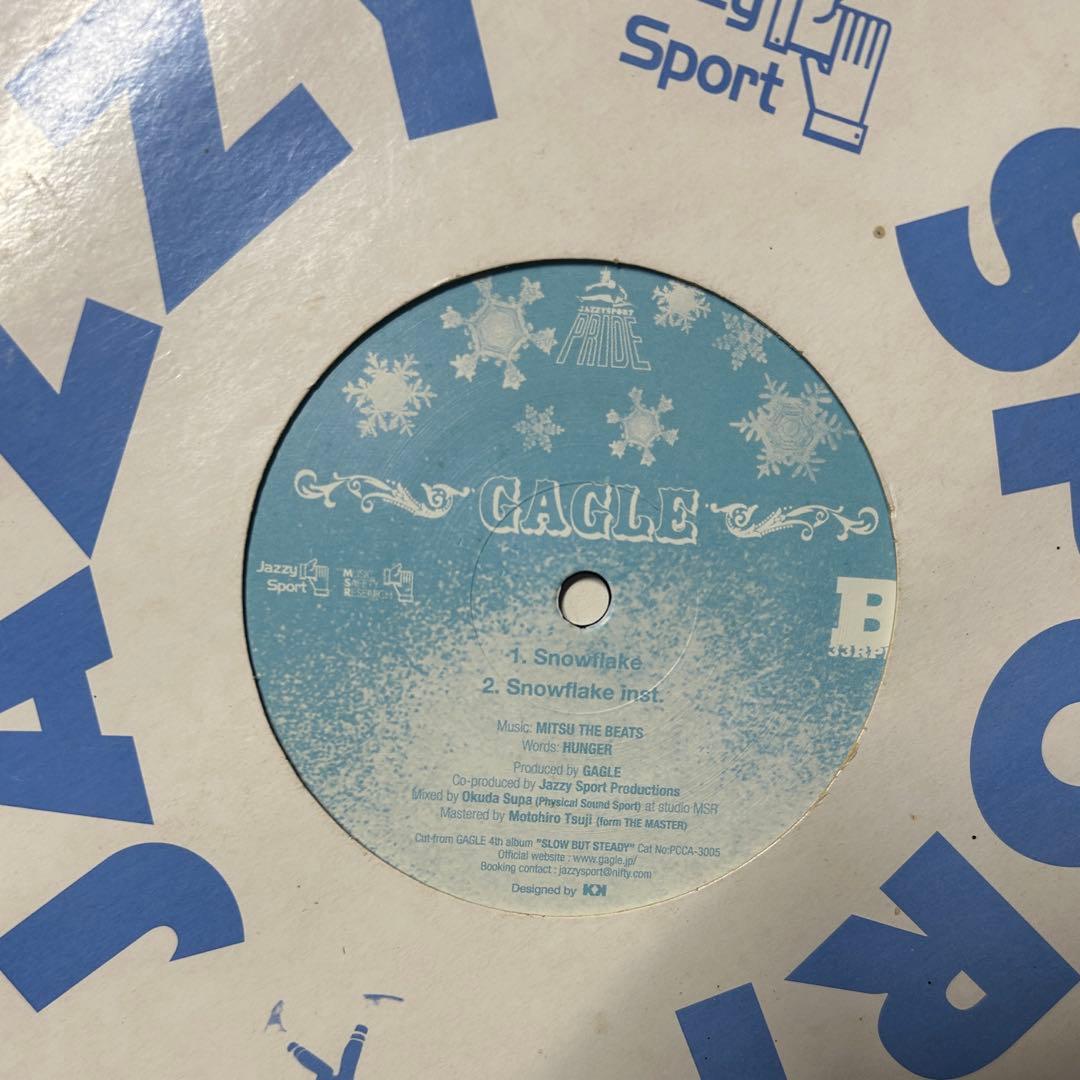 JAZZY SPORT
Jazzy
Sport
JAZZYSPORT
PRIDE
GAGLE
Jazzy
Sport
MUSIC
SAFETY
RESEARCH
B
33RPM
1. Snowflake
2. Snowflake inst.
Music: MITSU THE BEATS
Words: HUNGER
Produced by GAGLE
Co-produced by Jazzy Sport Productions
Mixed by Okuda Supa (Physical Sound Sport) at studio MSR
Mastered by Motohiro Tsuji (form THE MASTER)
Cut from GAGLE 4th album "SLOW BUT STEADY" Cat No:PCCA-3005
Official website : www.gagle.jp/
Booking contact : jazzysport@nifty.com
Designed by KK